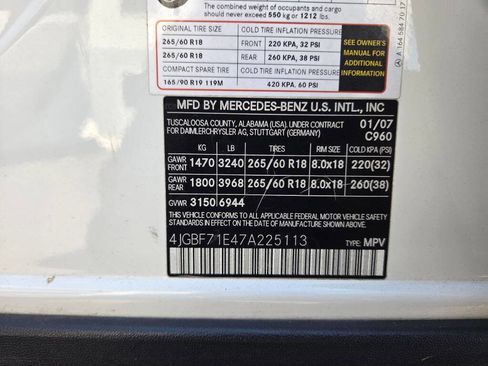 The combined weight of occupants and cargo
should never exceed 550 kg or 1212 lbs.
ORIGINAL TIRE SIZE COLD TIRE INFLATION PRESSURE
265/60 R18 FRONT 220 KPA, 32 PSI
265/60 R18 REAR 260 KPA, 38 PSI
COMPACT SPARE TIRE COLD TIRE INFLATION PRESSURE
165/90 R19 119M 420 KPA, 60 PSI
SEE OWNER'S
MANUAL FOR
ADDITIONAL
INFORMATION
A 164 584 70 17
MFD BY MERCEDES-BENZ U.S. INTL., INC
TUSCALOOSA COUNTY, ALABAMA (USA). UNDER CONTRACT 01/07
FOR DAIMLERCHRYSLER AG, STUTTGART (GERMANY) C960
KG LB TIRES RIM SIZE COLD KPA (PSI)
GAWR FRONT 1470 3240 265/60 R18 8.0x18 220(32)
GAWR REAR 1800 3968 265/60 R18 8.0x18 260(38)
GVWR 3150 6944
THIS VEHICLE CONFORMS TO ALL APPLICABLE FEDERAL MOTOR VEHICLE SAFETY
STANDARDS IN EFFECT ON THE DATE OF MANUFACTURE SHOWN ABOVE.
4JGBF71E47A225113 TYPE: MPV